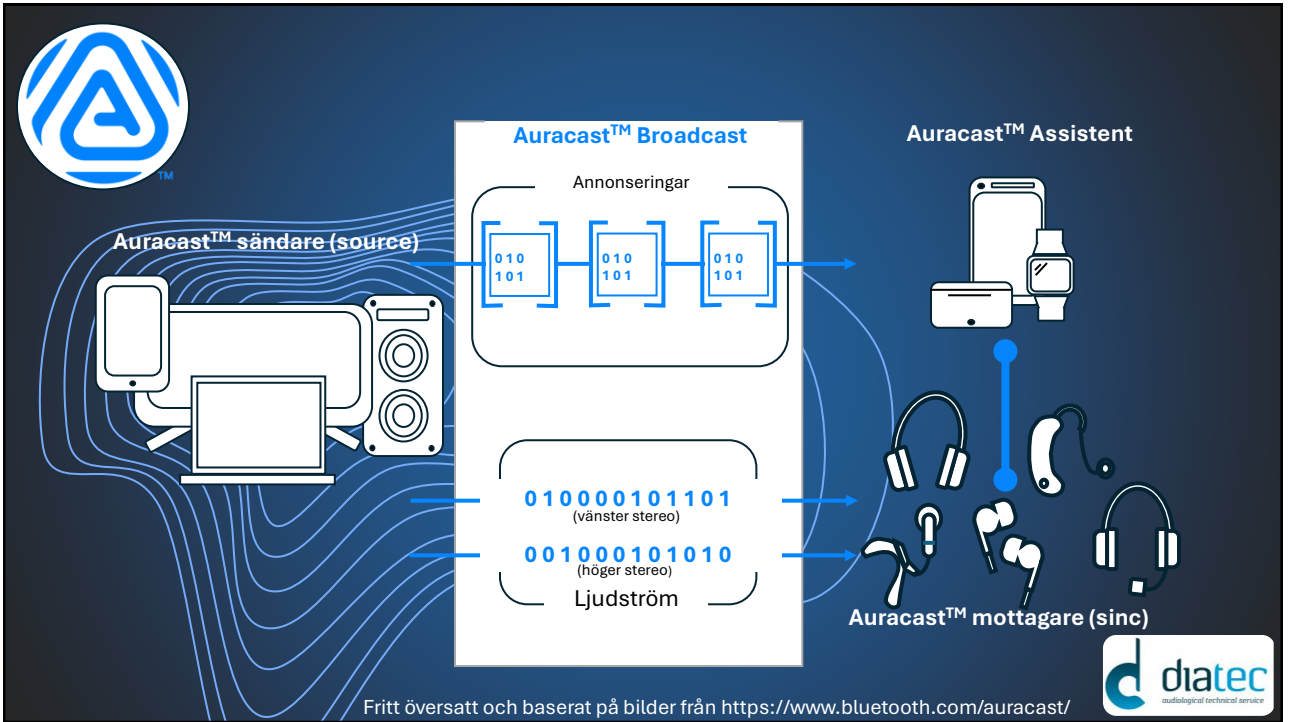 TM
Auracast™ Broadcast
Auracast™ Assistent
Annonseringar
Auracast™ sändare (source)
010
101
010
101
010
101
010000101101
(vänster stereo)
001000101010
(höger stereo)
Ljudström
Auracast™ mottagare (sinc)
diatec
audiological technical service
Fritt översatt och baserat på bilder från https://www.bluetooth.com/auracast/